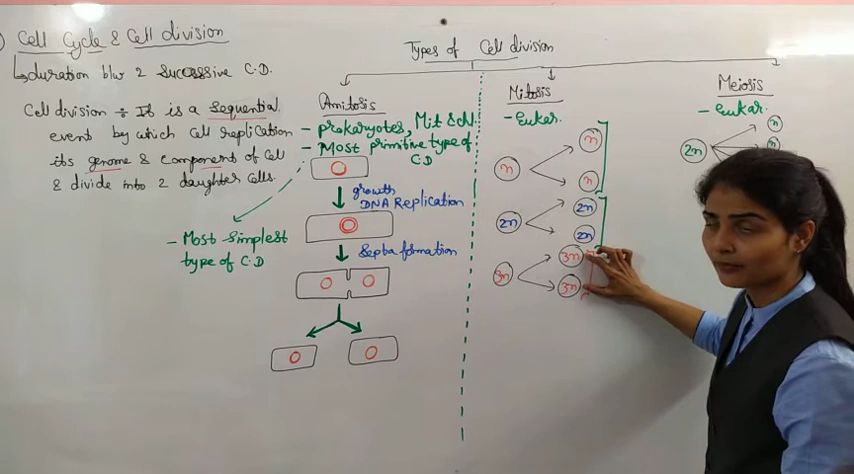 Cell Cycle & Cell division
duration b/w 2 Successive C.D.
Cell division ÷ It is a Sequential
event by which Cell Replication
its genome & component of Cell
& divide into 2 daughter Cells.
Types of Cell division
Amitosis
- Prokaryotes, Mit &
- Most primitive type of
C.D
growth
DNA Replication
Septa formation
- Most Simplest
type of C.D
Mitosis
- Eukar.
n
n
n
2n
2n
2n
3n
3n
3n
Meiosis
- Eukar.
2n
n
n